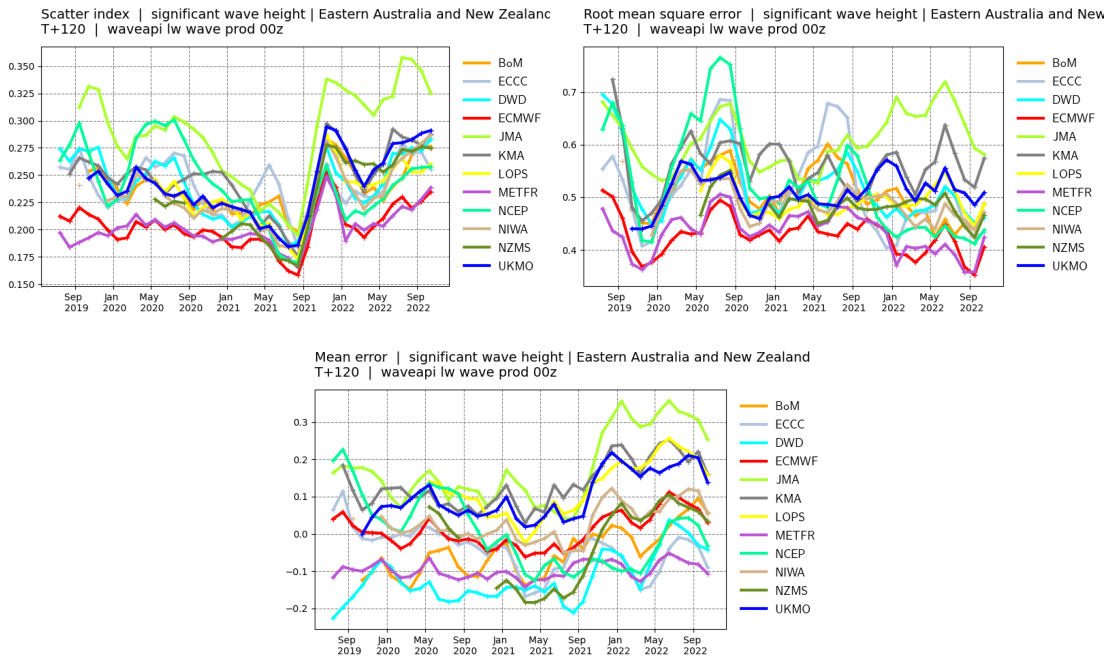 Scatter index | significant wave height | Eastern Australia and New Zealand
T+120 | waveapi lw wave prod 00z
0.350
0.325
0.300
0.275
0.250
0.225
0.200
0.175
0.150
Sep Jan May Sep Jan May Sep Jan May Sep
2019 2020 2020 2020 2021 2021 2021 2022 2022 2022
BoM
ECCC
DWD
ECMWF
JMA
KMA
LOPS
METFR
NCEP
NIWA
NZMS
UKMO
Root mean square error | significant wave height | Eastern Australia and New
T+120 | waveapi lw wave prod 00z
0.7
0.6
0.5
0.4
Sep Jan May Sep Jan May Sep Jan May Sep
2019 2020 2020 2020 2021 2021 2021 2022 2022 2022
BoM
ECCC
DWD
ECMWF
JMA
KMA
LOPS
METFR
NCEP
NIWA
NZMS
UKMO
Mean error | significant wave height | Eastern Australia and New Zealand
T+120 | waveapi lw wave prod 00z
0.3
0.2
0.1
0.0
−0.1
−0.2
Sep Jan May Sep Jan May Sep Jan May Sep
2019 2020 2020 2020 2021 2021 2021 2022 2022 2022
BoM
ECCC
DWD
ECMWF
JMA
KMA
LOPS
METFR
NCEP
NIWA
NZMS
UKMO